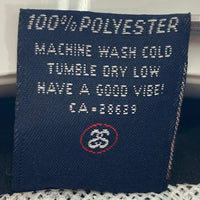 100% POLYESTER
MACHINE WASH COLD
TUMBLE DRY LOW
HAVE A GOOD VIBE!
CA#28629